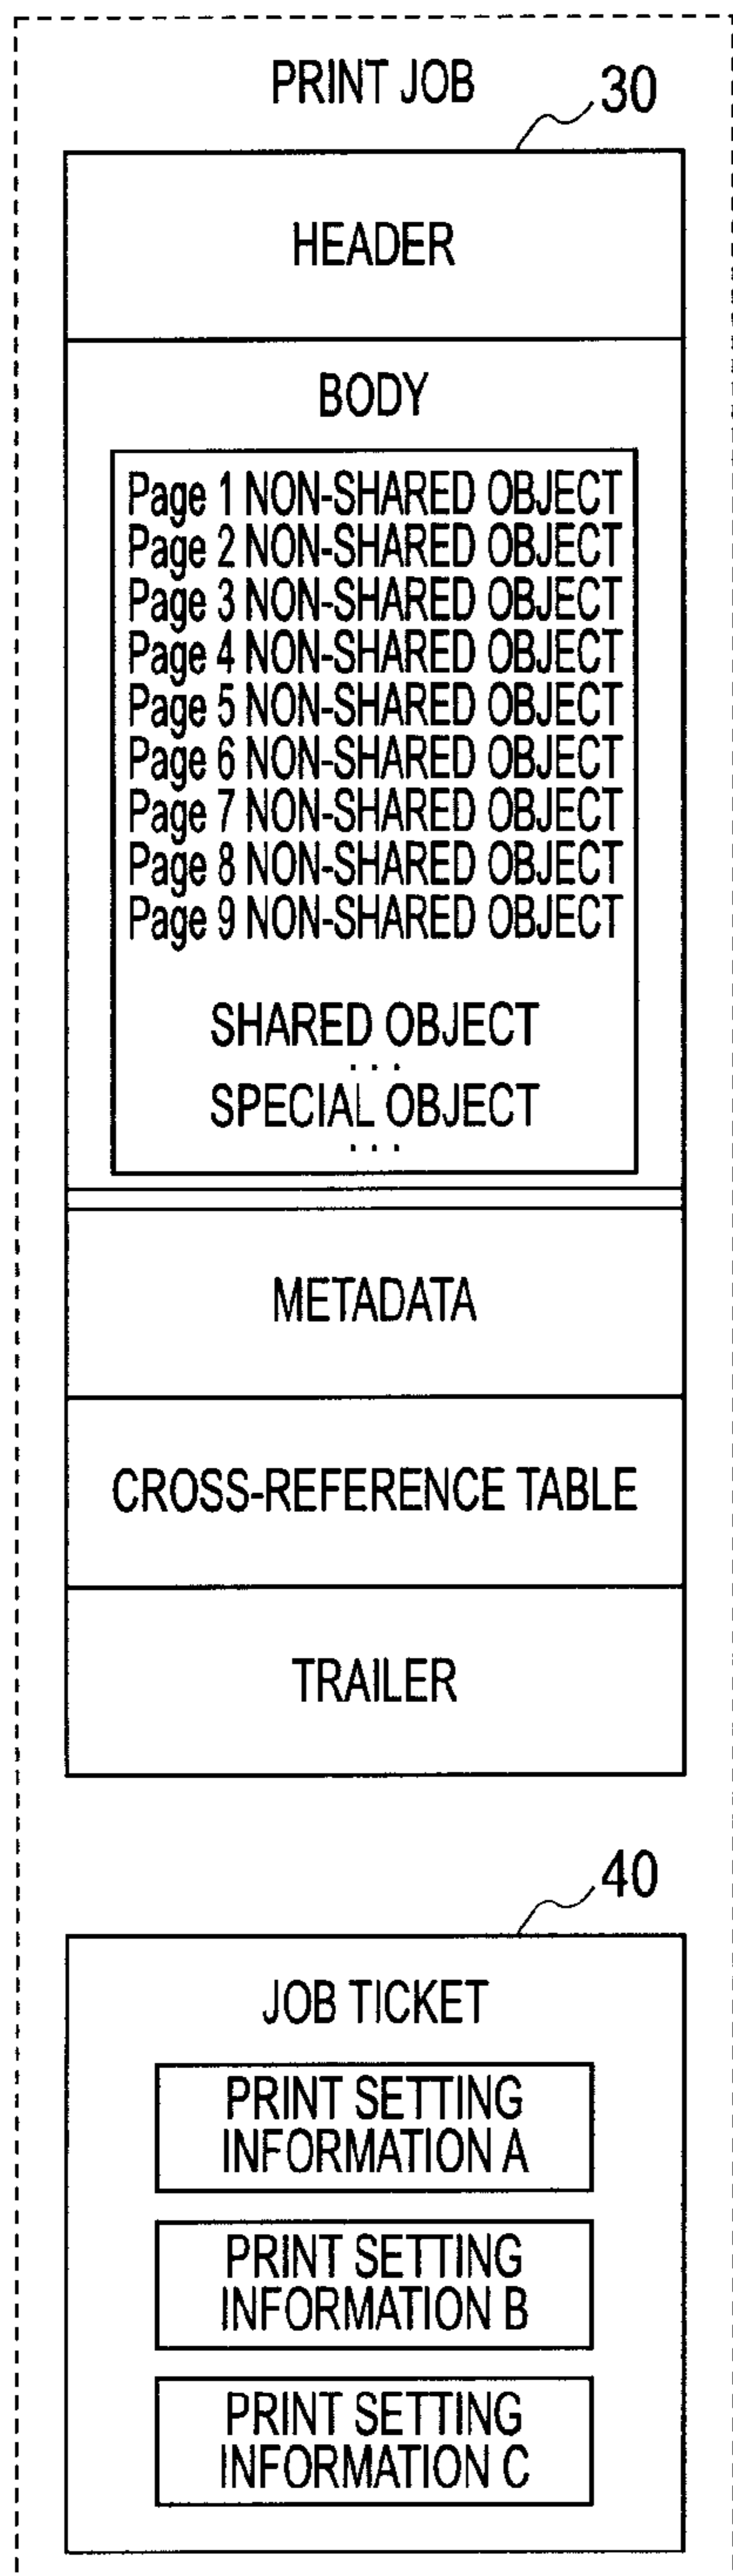 PRINT JOB
30
HEADER
BODY
Page 1 NON-SHARED OBJECT
Page 2 NON-SHARED OBJECT
Page 3 NON-SHARED OBJECT
Page 4 NON-SHARED OBJECT
Page 5 NON-SHARED OBJECT
Page 6 NON-SHARED OBJECT
Page 7 NON-SHARED OBJECT
Page 8 NON-SHARED OBJECT
Page 9 NON-SHARED OBJECT
SHARED OBJECT
...
SPECIAL OBJECT
...
METADATA
CROSS-REFERENCE TABLE
TRAILER
40
JOB TICKET
PRINT SETTING
INFORMATION A
PRINT SETTING
INFORMATION B
PRINT SETTING
INFORMATION C